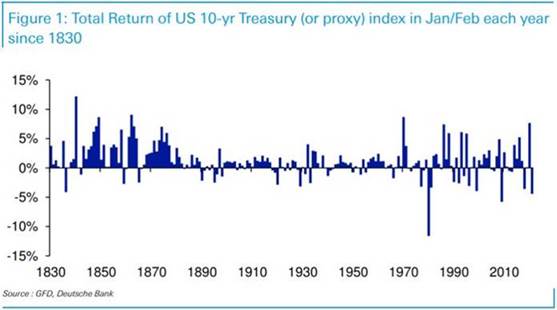 Figure 1: Total Return of US 10-yr Treasury (or proxy) index in Jan/Feb each year
since 1830
15%
10%
5%
0%
-5%
-10%
-15%
1830 1850 1870 1890 1910 1930 1950 1970 1990 2010
Source : GFD, Deutsche Bank